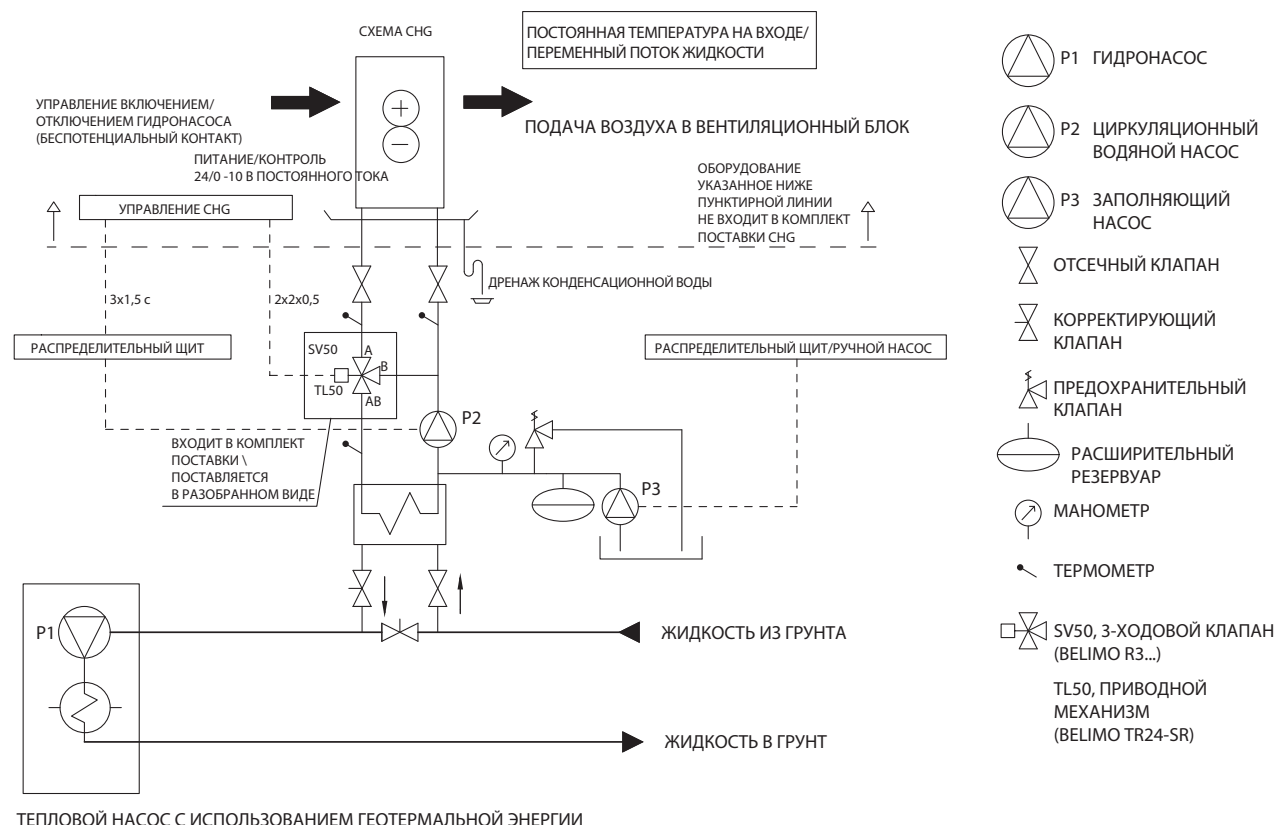 СХЕМА CHG
ПОСТОЯННАЯ ТЕМПЕРАТУРА НА ВХОДЕ/
ПЕРЕМЕННЫЙ ПОТОК ЖИДКОСТИ
УПРАВЛЕНИЕ ВКЛЮЧЕНИЕМ/
ОТКЛЮЧЕНИЕМ ГИДРОНАСОСА
(БЕСПОТЕНЦИАЛЬНЫЙ КОНТАКТ)
ПОДАЧА ВОЗДУХА В ВЕНТИЛЯЦИОННЫЙ БЛОК
ПИТАНИЕ/КОНТРОЛЬ
24/0 -10 В ПОСТОЯННОГО ТОКА
ОБОРУДОВАНИЕ
УКАЗАННОЕ НИЖЕ
ПУНКТИРНОЙ ЛИНИИ
НЕ ВХОДИТ В КОМПЛЕКТ
ПОСТАВКИ CHG
УПРАВЛЕНИЕ CHG
ДРЕНАЖ КОНДЕНСАЦИОННОЙ ВОДЫ
3x1,5 с
2x2x0,5
РАСПРЕДЕЛИТЕЛЬНЫЙ ЩИТ
SV50
A
B
TL50
AB
РАСПРЕДЕЛИТЕЛЬНЫЙ ЩИТ/РУЧНОЙ НАСОС
P2
ВХОДИТ В КОМПЛЕКТ
ПОСТАВКИ \
ПОСТАВЛЯЕТСЯ
В РАЗОБРАННОМ ВИДЕ
P3
P1
ЖИДКОСТЬ ИЗ ГРУНТА
ЖИДКОСТЬ В ГРУНТ
ТЕПЛОВОЙ НАСОС С ИСПОЛЬЗОВАНИЕМ ГЕОТЕРМАЛЬНОЙ ЭНЕРГИИ
P1 ГИДРОНАСОС
P2 ЦИРКУЛЯЦИОННЫЙ
ВОДЯНОЙ НАСОС
P3 ЗАПОЛНЯЮЩИЙ
НАСОС
ОТСЕЧНЫЙ КЛАПАН
КОРРЕКТИРУЮЩИЙ
КЛАПАН
ПРЕДОХРАНИТЕЛЬНЫЙ
КЛАПАН
РАСШИРИТЕЛЬНЫЙ
РЕЗЕРВУАР
МАНОМЕТР
ТЕРМОМЕТР
SV50, 3-ХОДОВОЙ КЛАПАН
(BELIMO R3...)
TL50, ПРИВОДНОЙ
МЕХАНИЗМ
(BELIMO TR24-SR)